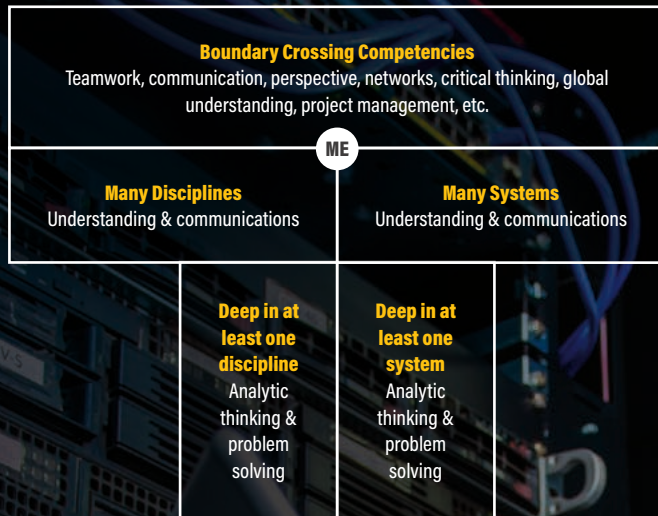 Boundary Crossing Competencies
Teamwork, communication, perspective, networks, critical thinking, global
understanding, project management, etc.
ME
Many Disciplines
Understanding & communications
Many Systems
Understanding & communications
Deep in at
least one
discipline
Analytic
thinking &
problem
solving
Deep in at
least one
system
Analytic
thinking &
problem
solving